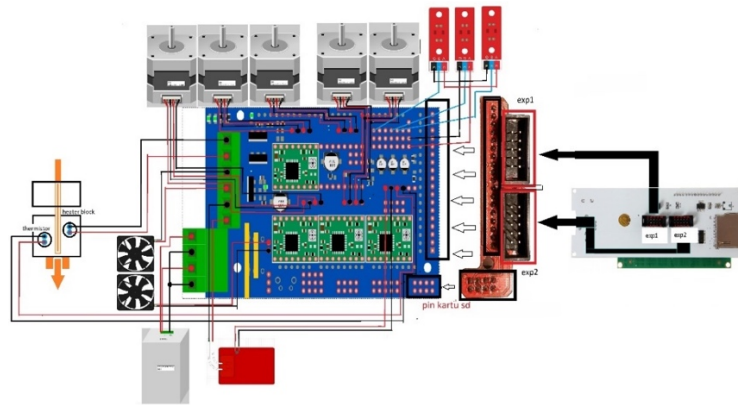 exp1
heater block
thermistor
exp1
exp2
exp2
pin kartu sd